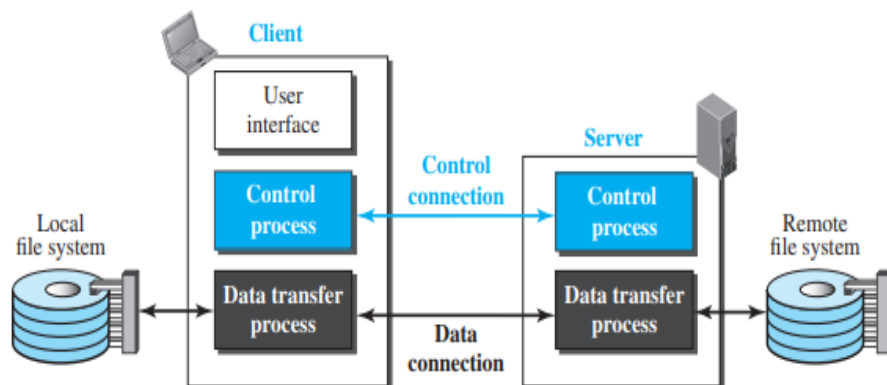 Client
User
interface
Server
Control
connection
Control
process
Control
process
Local
file system
Remote
file system
Data transfer
process
Data transfer
process
Data
connection